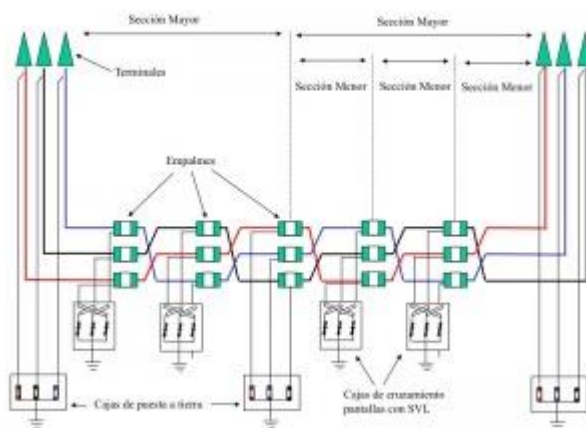 Sección Mayor
Sección Mayor
Terminales
Sección Menor
Sección Menor
Sección Menor
Empalmes
Cajas de puesta a tierra
Cajas de cruzamiento
pantallas con SVL